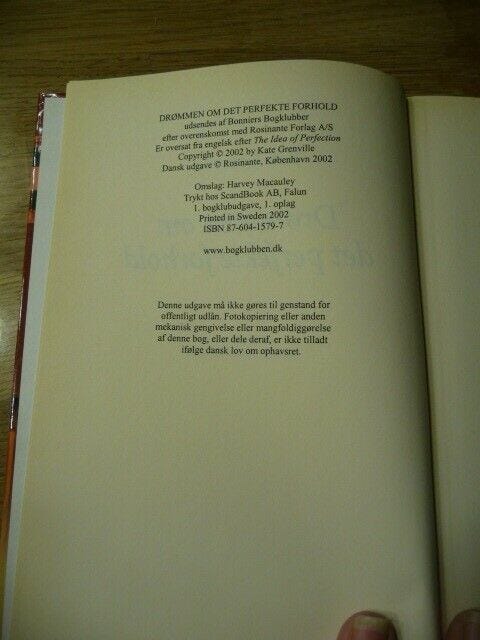 DRØMMEN OM DET PERFEKTE FORHOLD
udsendes af Bonniers Bogklubber
efter overenskomst med Rosinante Forlag A/S
Er oversat fra engelsk efter The Idea of Perfection
Copyright © 2002 by Kate Grenville
Dansk udgave © Rosinante, København 2002
Omslag: Harvey Macauley
Trykt hos ScandBook AB, Falun
1. bogklubudgave, 1. oplag
Printed in Sweden 2002
ISBN 87-604-1579-7
www.bogklubben.dk
Denne udgave må ikke gøres til genstand for
offentligt udlån. Fotokopiering eller anden
mekanisk gengivelse eller mangfoldiggørelse
af denne bog, eller dele deraf, er ikke tilladt
ifølge dansk lov om ophavsret.